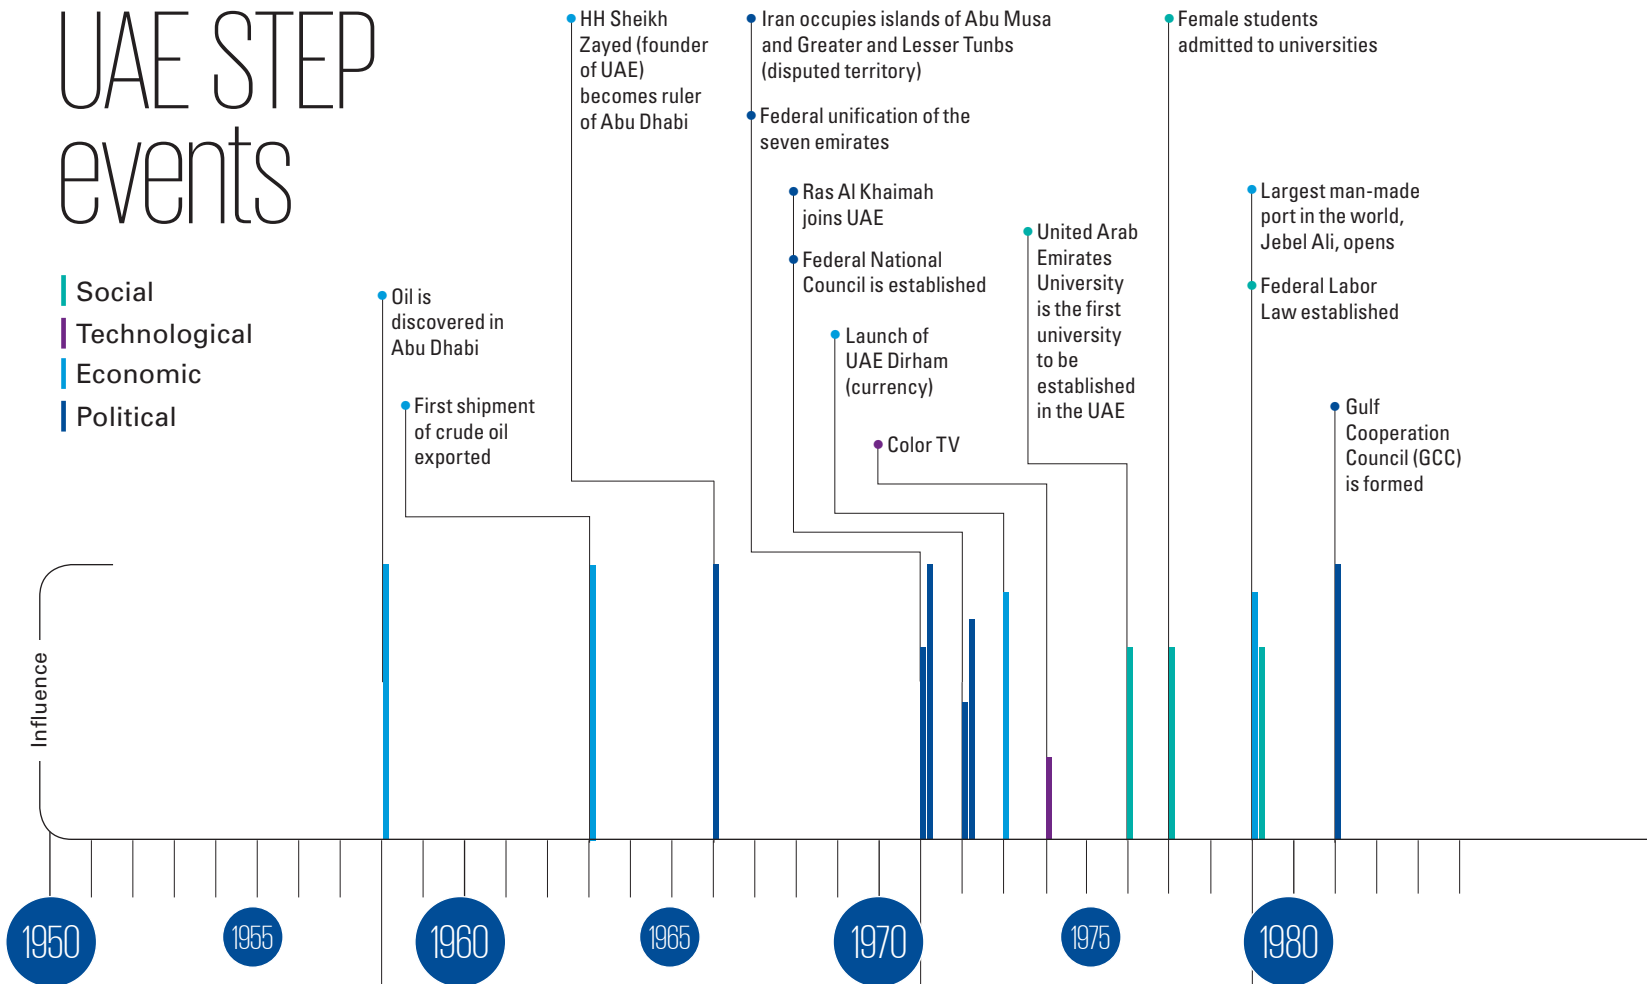 UAE STEP
events
Social
Technological
Economic
Political
Oil is
discovered in
Abu Dhabi
First shipment
of crude oil
exported
HH Sheikh
Zayed (founder
of UAE)
becomes ruler
of Abu Dhabi
Iran occupies islands of Abu Musa
and Greater and Lesser Tunbs
(disputed territory)
Federal unification of the
seven emirates
Ras Al Khaimah
joins UAE
Federal National
Council is established
Launch of
UAE Dirham
(currency)
Color TV
United Arab
Emirates
University
is the first
university
to be
established
in the UAE
Female students
admitted to universities
Largest man-made
port in the world,
Jebel Ali, opens
Federal Labor
Law established
Gulf
Cooperation
Council (GCC)
is formed
Influence
1950
1955
1960
1965
1970
1975
1980